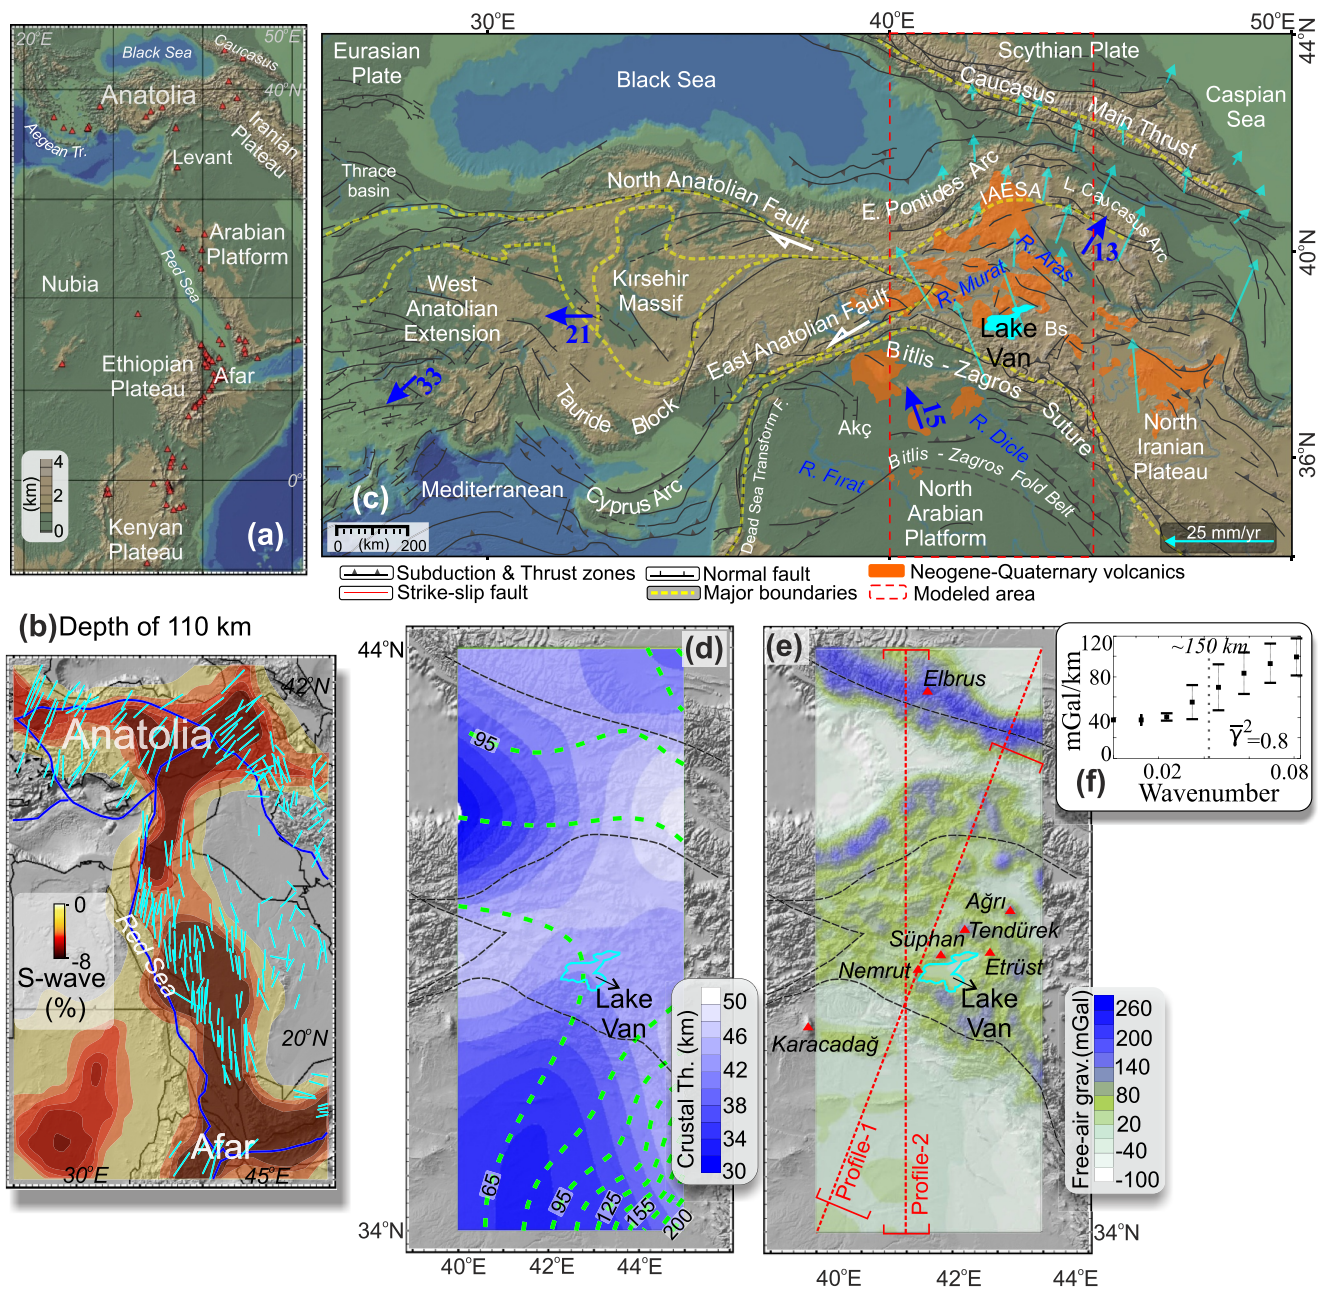 20°E
50°E
Black Sea
Caucasus
40°N
Anatolia
Iranian
Plateau
Aegean Tr.
Levant
Arabian
Platform
Red Sea
Nubia
Ethiopian
Plateau
Afar
4
2
0
(km)
0°
Kenyan
Plateau
(a)
30°E
40°E
50°E
44°N
40°N
36°N
Eurasian
Plate
Black Sea
Scythian Plate
Caucasus
Main Thrust
Caspian
Sea
Thrace
basin
North Anatolian Fault
E. Pontides Arc
IAESA
L. Caucasus Arc
13
R. Aras
R. Murat
West
Anatolian
Extension
Kırsehir
Massif
21
33
East Anatolian Fault
Lake
Van
Bs
Bitlis - Zagros Suture
Tauride Block
Akç
15
R. Dicle
R. Fırat
Bitlis - Zagros Fold Belt
North
Iranian
Plateau
Mediterranean
Cyprus Arc
Dead Sea Transform F.
North
Arabian
Platform
(c)
0 (km) 200
25 mm/yr
Subduction & Thrust zones
Normal fault
Neogene-Quaternary volcanics
Strike-slip fault
Major boundaries
Modeled area
(b) Depth of 110 km
42°N
Anatolia
0
-8
S-wave
(%)
Red Sea
20°N
Afar
30°E
45°E
44°N
(d)
95
Lake
Van
65
95
125
155
200
50
46
42
38
34
30
Crustal Th. (km)
34°N
40°E
42°E
44°E
(e)
Elbrus
Ağrı
Tendürek
Süphan
Nemrut
Etrüst
Lake
Van
Karacadağ
Profile-1
Profile-2
260
200
140
80
20
-40
-100
Free-air grav.(mGal)
34°N
40°E
42°E
44°E
120
80
40
0
mGal/km
~150 km
γ̅²=0.8
0.02
0.08
(f)
Wavenumber